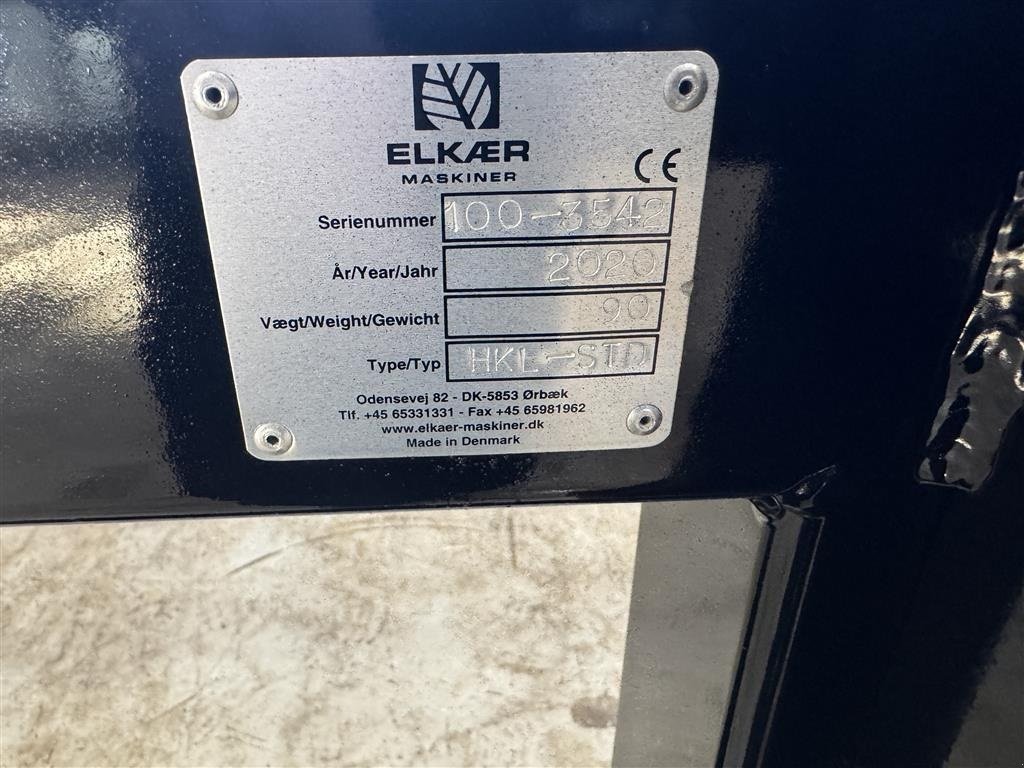 ELKÆR
MASKINER
CE
Serienummer 100-3542
År/Year/Jahr 2020
Vægt/Weight/Gewicht 90
Type/Typ HKL-STD
Odensevej 82 - DK-5853 Ørbæk
Tlf. +45 65331331 - Fax +45 65981962
www.elkaer-maskiner.dk
Made in Denmark